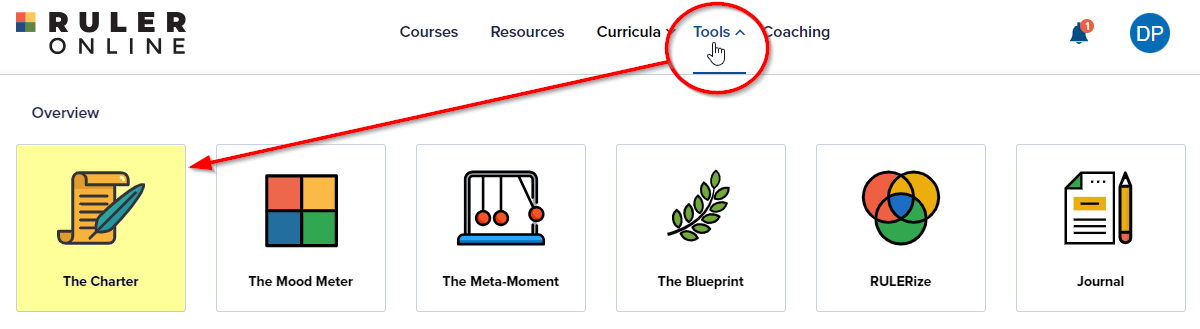 RULER
ONLINE
Courses Resources Curricula Tools Coaching
1
DP
Overview
The Charter The Mood Meter The Meta-Moment The Blueprint RULERize Journal